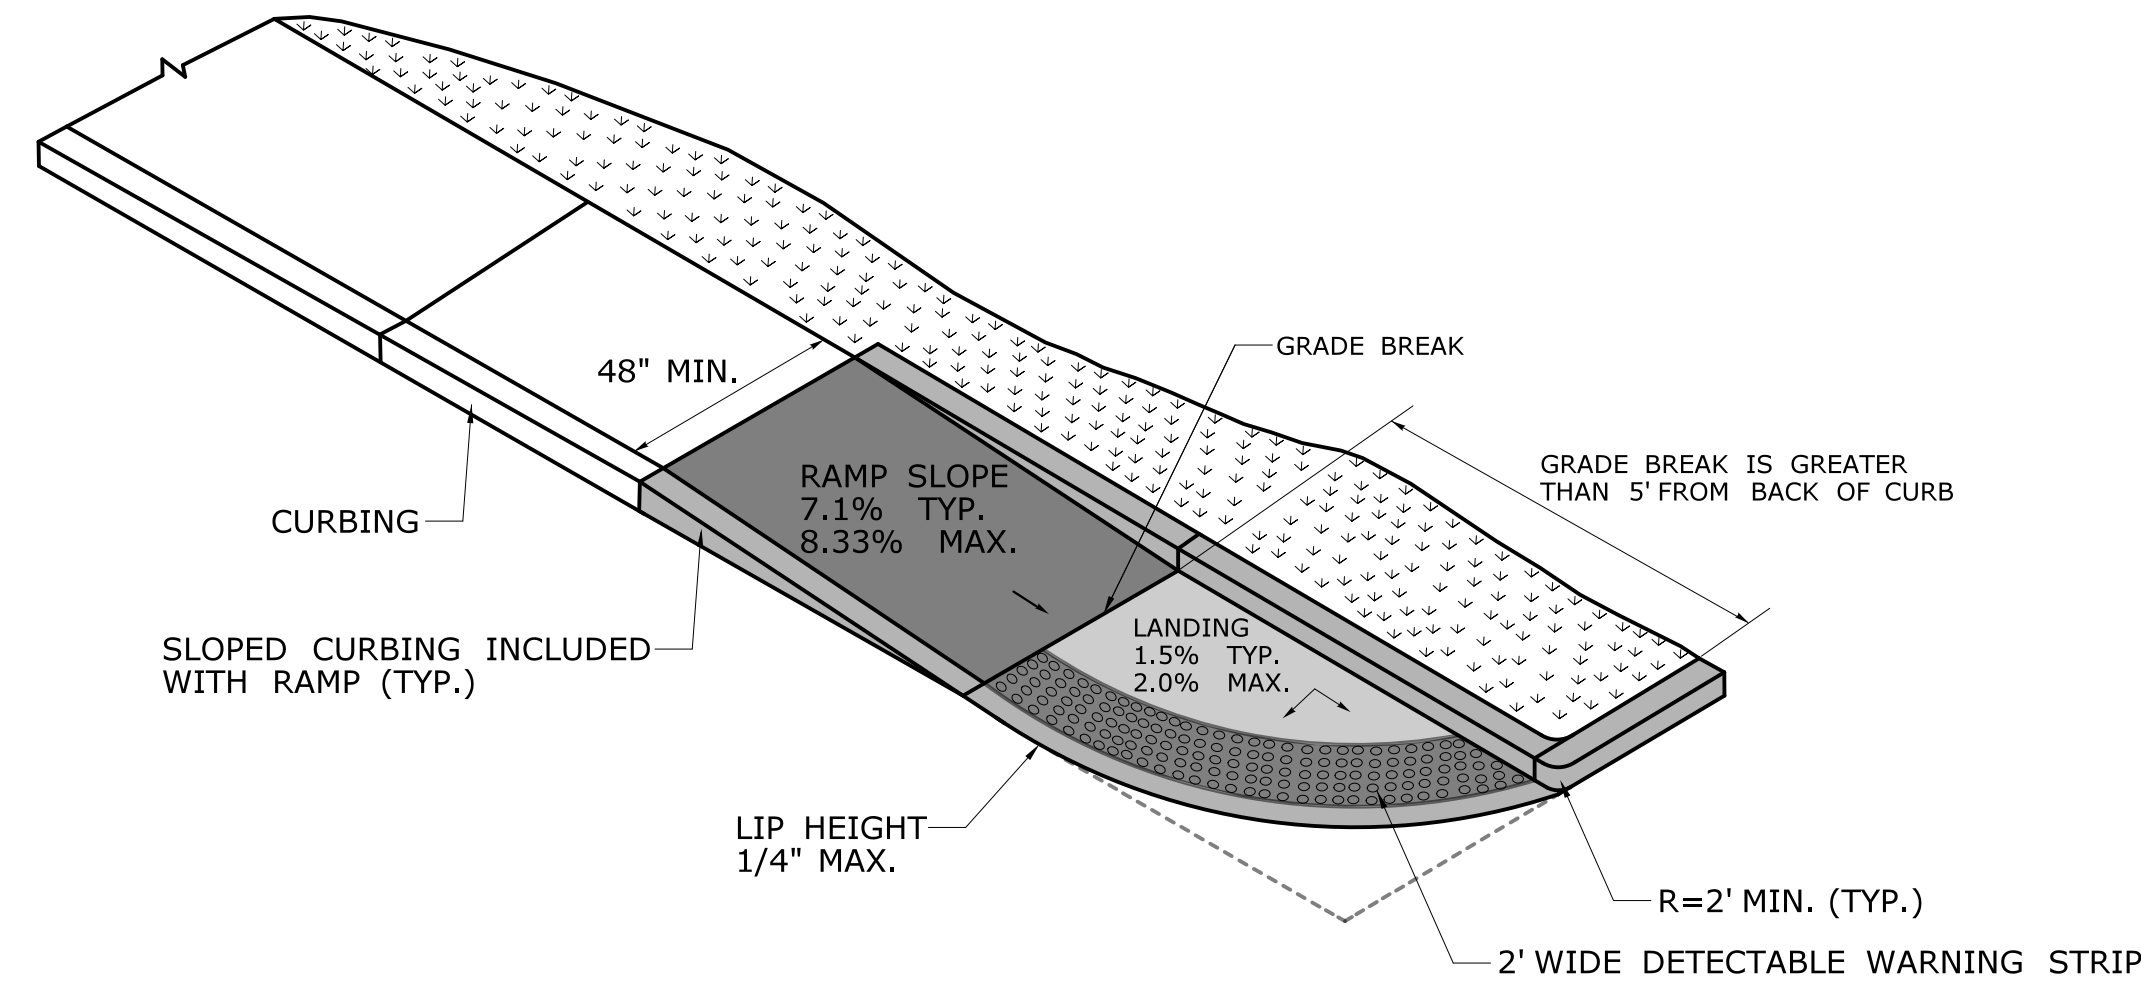 GRADE BREAK
48" MIN.
GRADE BREAK IS GREATER
THAN 5' FROM BACK OF CURB
RAMP SLOPE
7.1% TYP.
8.33% MAX.
CURBING
LANDING
1.5% TYP.
2.0% MAX.
SLOPED CURBING INCLUDED
WITH RAMP (TYP.)
LIP HEIGHT
1/4" MAX.
R=2' MIN. (TYP.)
2' WIDE DETECTABLE WARNING STRIP